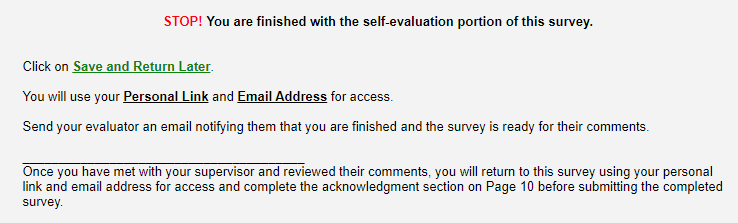 STOP! You are finished with the self-evaluation portion of this survey.
Click on Save and Return Later.
You will use your Personal Link and Email Address for access.
Send your evaluator an email notifying them that you are finished and the survey is ready for their comments.
Once you have met with your supervisor and reviewed their comments, you will return to this survey using your personal
link and email address for access and complete the acknowledgment section on Page 10 before submitting the completed
survey.